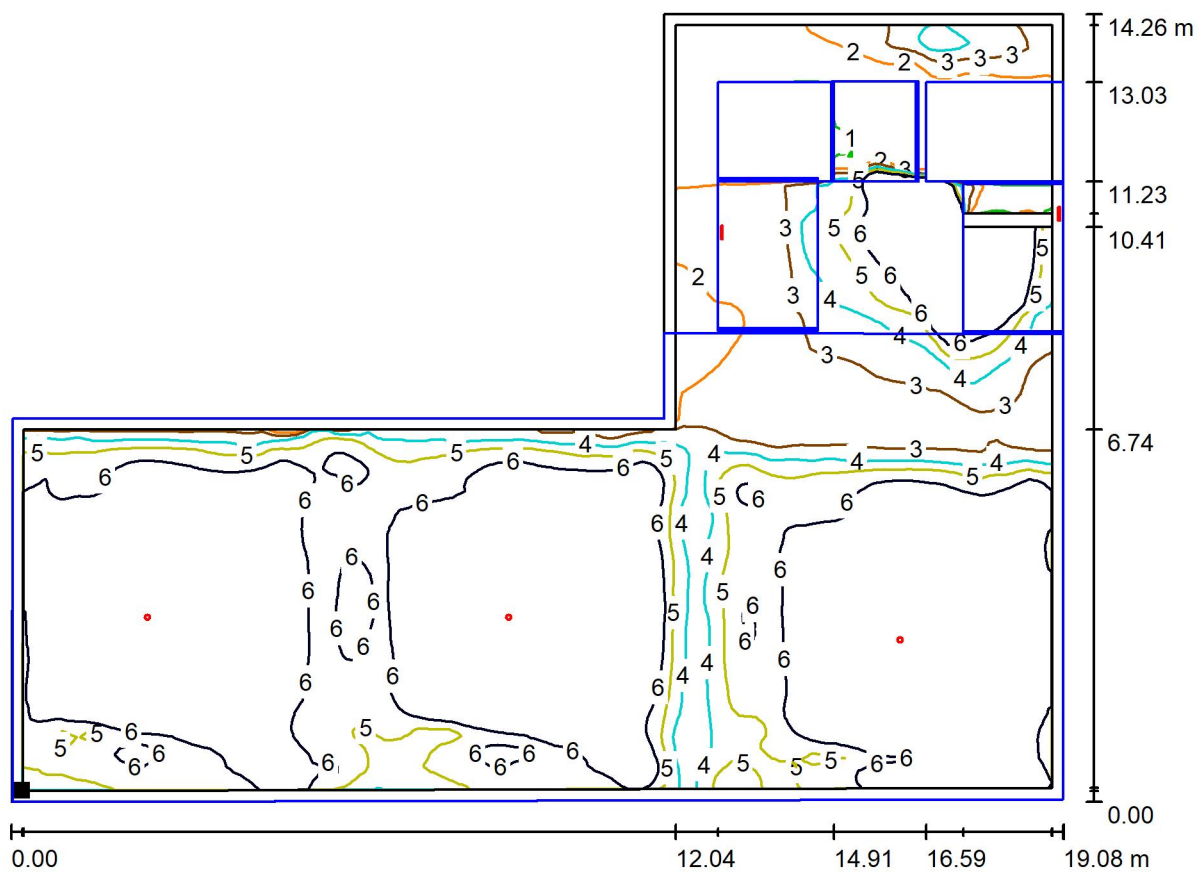 14.26 m
2 2 3 3 3
13.03
1
2 3
5
11.23
3 5 6 5
10.41
2 5 6
3 4 6 5
4 6 4
3 4
3 3
6.74
5 5 5 4 5 4 4 3 4
6 6 6 6 5
6 6 6 4 5 6 6
6 4
6 6 5 5 6 6
6 6 6
6 6 6 4 4 6
6
5 5 6 6 5 6 6 6 5 6=6
6 6 6 5 4 5 5
0.00
0.00 12.04 14.91 16.59 19.08 m